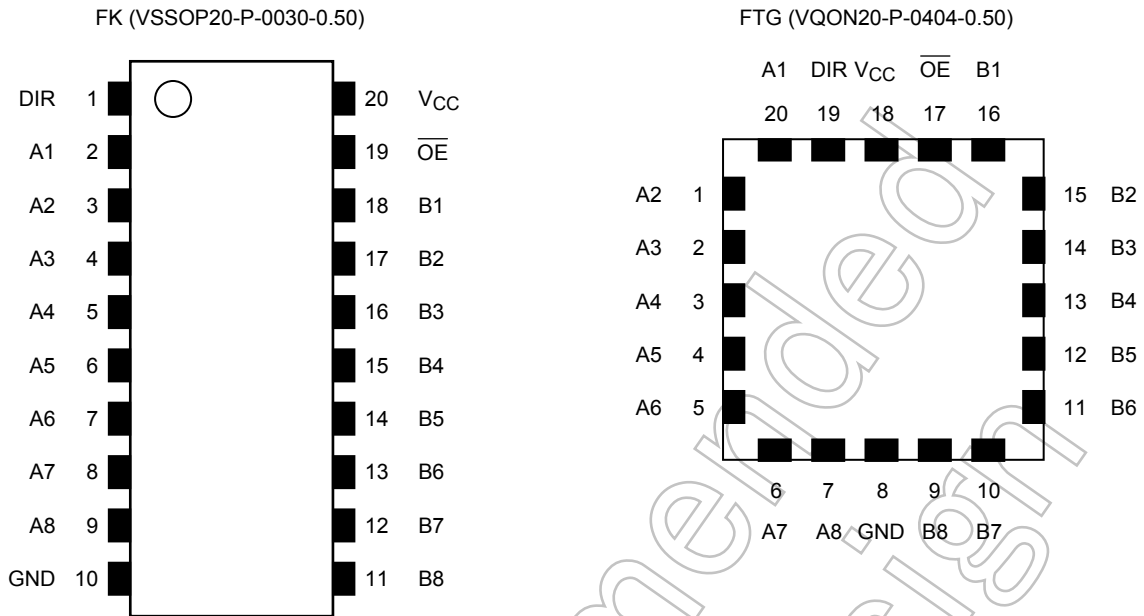 FK (VSSOP20-P-0030-0.50)
DIR 1 20 VCC
A1 2 19 OE
A2 3 18 B1
A3 4 17 B2
A4 5 16 B3
A5 6 15 B4
A6 7 14 B5
A7 8 13 B6
A8 9 12 B7
GND 10 11 B8
FTG (VQON20-P-0404-0.50)
A1 DIR VCC OE B1
20 19 18 17 16
A2 1 15 B2
A3 2 14 B3
A4 3 13 B4
A5 4 12 B5
A6 5 11 B6
6 7 8 9 10
A7 A8 GND B8 B7
mended
sign